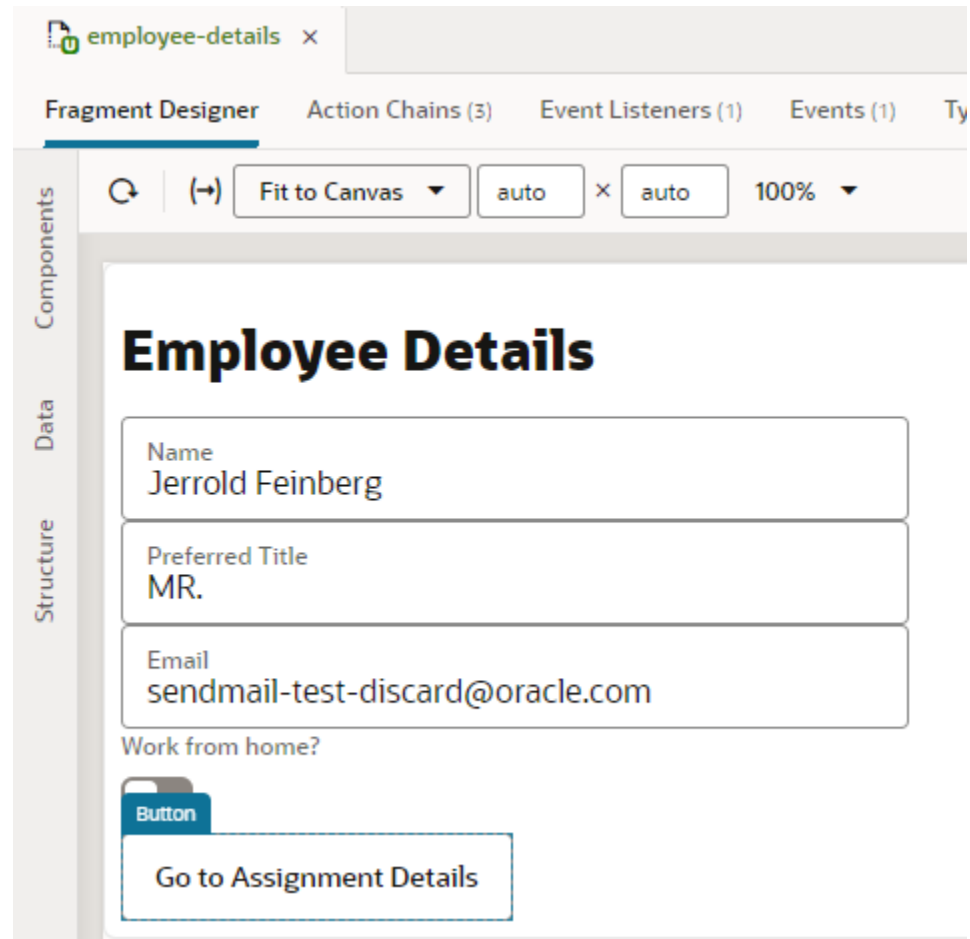 employee-details ×
Fragment Designer Action Chains (3) Event Listeners (1) Events (1) Ty
Fit to Canvas auto × auto 100%
Components
Data
Structure
Employee Details
Name
Jerrold Feinberg
Preferred Title
MR.
Email
sendmail-test-discard@oracle.com
Work from home?
Button
Go to Assignment Details